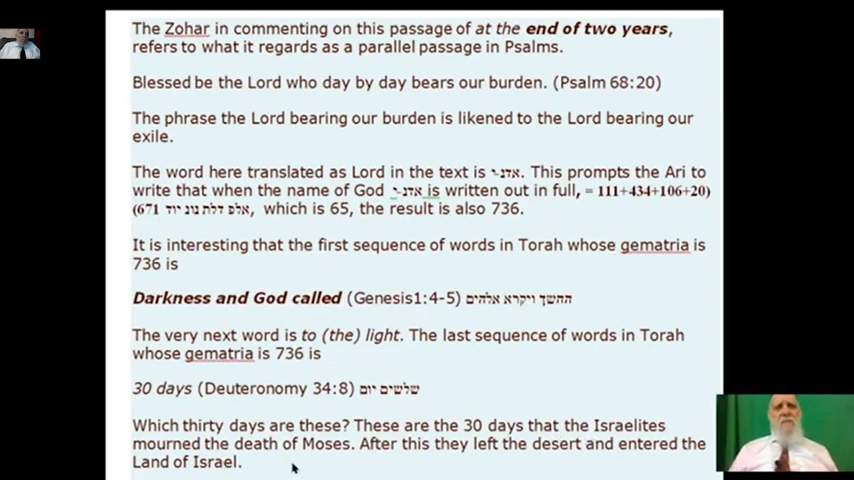 The Zohar in commenting on this passage of at the end of two years,
refers to what it regards as a parallel passage in Psalms.
Blessed be the Lord who day by day bears our burden. (Psalm 68:20)
The phrase the Lord bearing our burden is likened to the Lord bearing our
exile.
The word here translated as Lord in the text is אדנ-י. This prompts the Ari to
write that when the name of God אדנ-י is written out in full, = 111+434+106+20)
(671 אלפ דלת נונ יוד, which is 65, the result is also 736.
It is interesting that the first sequence of words in Torah whose gematria is
736 is
Darkness and God called (Genesis1:4-5) ההשך ויקרא אלהים
The very next word is to (the) light. The last sequence of words in Torah
whose gematria is 736 is
30 days (Deuteronomy 34:8) שלשים יום
Which thirty days are these? These are the 30 days that the Israelites
mourned the death of Moses. After this they left the desert and entered the
Land of Israel.